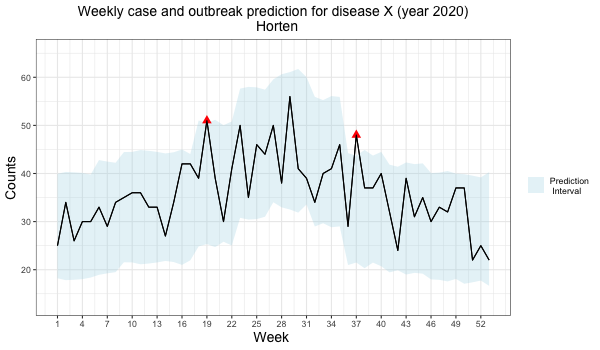 Weekly case and outbreak prediction for disease X (year 2020)
Horten
60
50
40
30
20
Counts
1 4 7 10 13 16 19 22 25 28 31 34 37 40 43 46 49 52
Week
Prediction
Interval